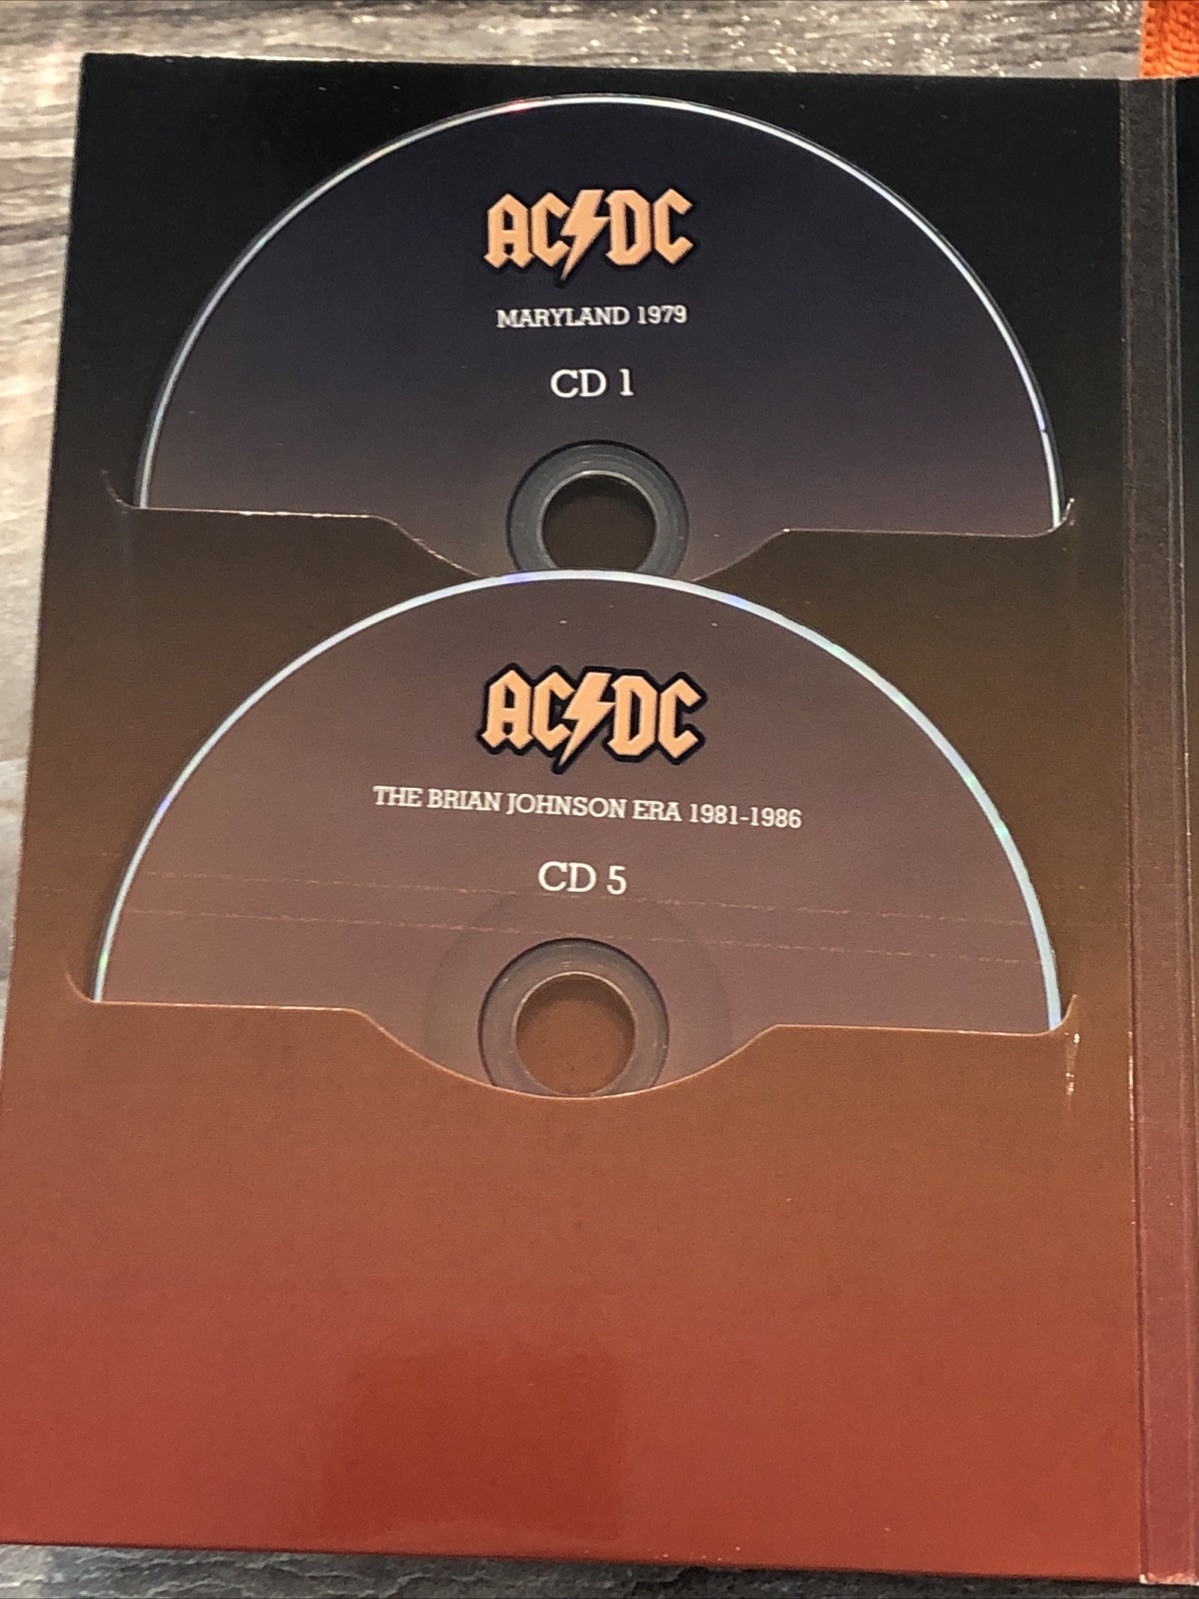 AC⚡DC
MARYLAND 1979
CD 1
AC⚡DC
THE BRIAN JOHNSON ERA 1981-1986
CD 5